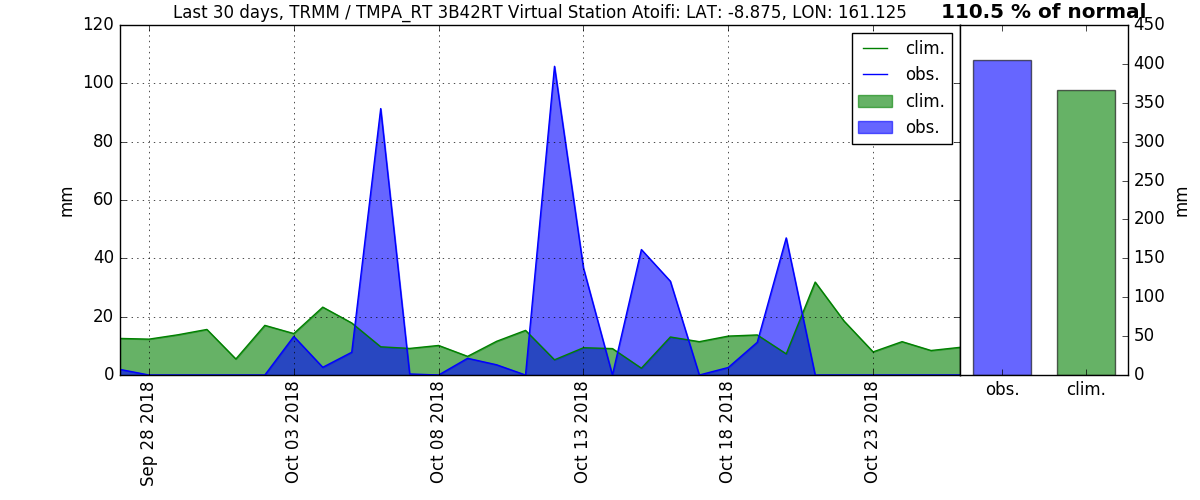 Last 30 days, TRMM / TMPA_RT 3B42RT Virtual Station Atoifi: LAT: -8.875, LON: 161.125
110.5 % of normal
120
100
80
60
40
20
0
mm
clim.
obs.
clim.
obs.
450
400
350
300
250
200
150
100
50
0
mm
obs.
clim.
Sep 28 2018
Oct 03 2018
Oct 08 2018
Oct 13 2018
Oct 18 2018
Oct 23 2018